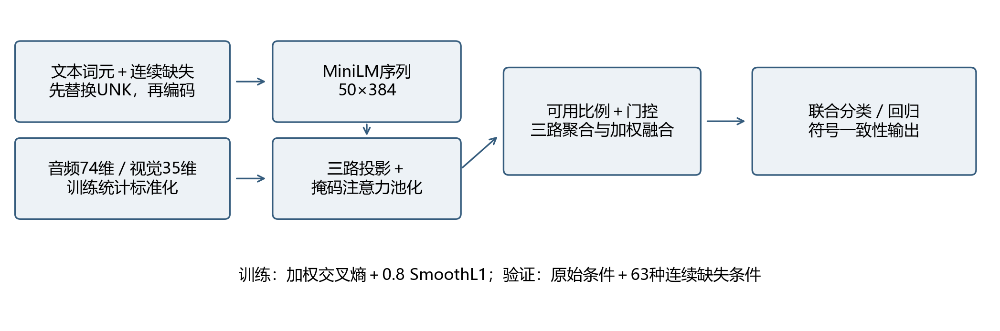 文本词元 + 连续缺失
先替换UNK，再编码
MiniLM序列
50×384
音频74维 / 视觉35维
训练统计标准化
三路投影 +
掩码注意力池化
可用比例 + 门控
三路聚合与加权融合
联合分类 / 回归
符号一致性输出
训练：加权交叉熵 + 0.8 SmoothL1；验证：原始条件 + 63种连续缺失条件